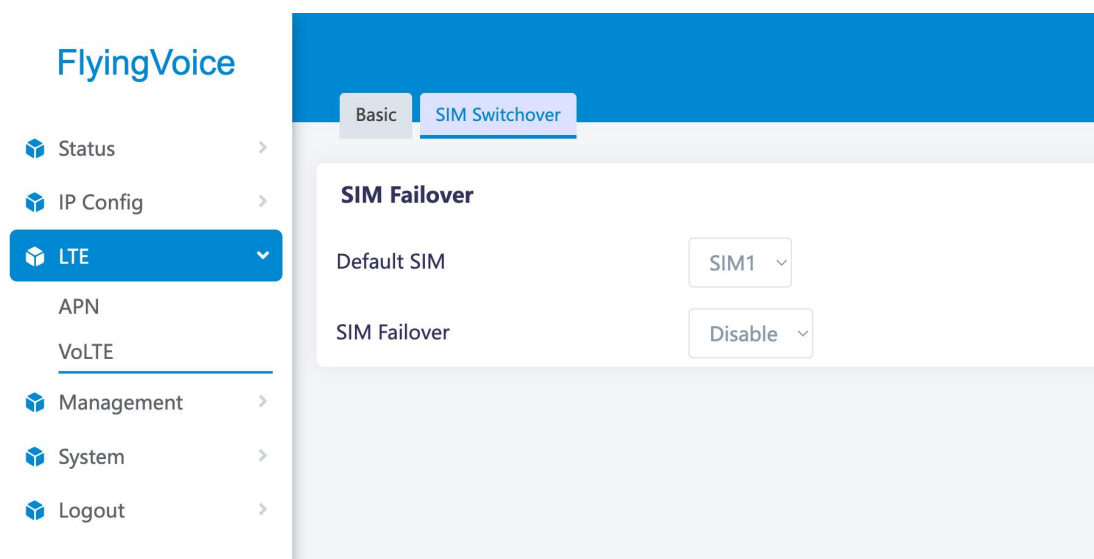 FlyingVoice
Status
IP Config
LTE
APN
VoLTE
Management
System
Logout
Basic
SIM Switchover
SIM Failover
Default SIM
SIM1
SIM Failover
Disable